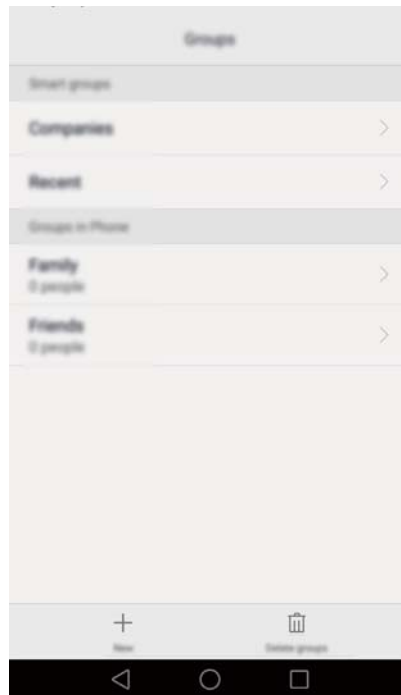 Groups
Smart groups
Companies
Recent
Groups in Phone
Family
0 people
Friends
0 people
New
Delete groups